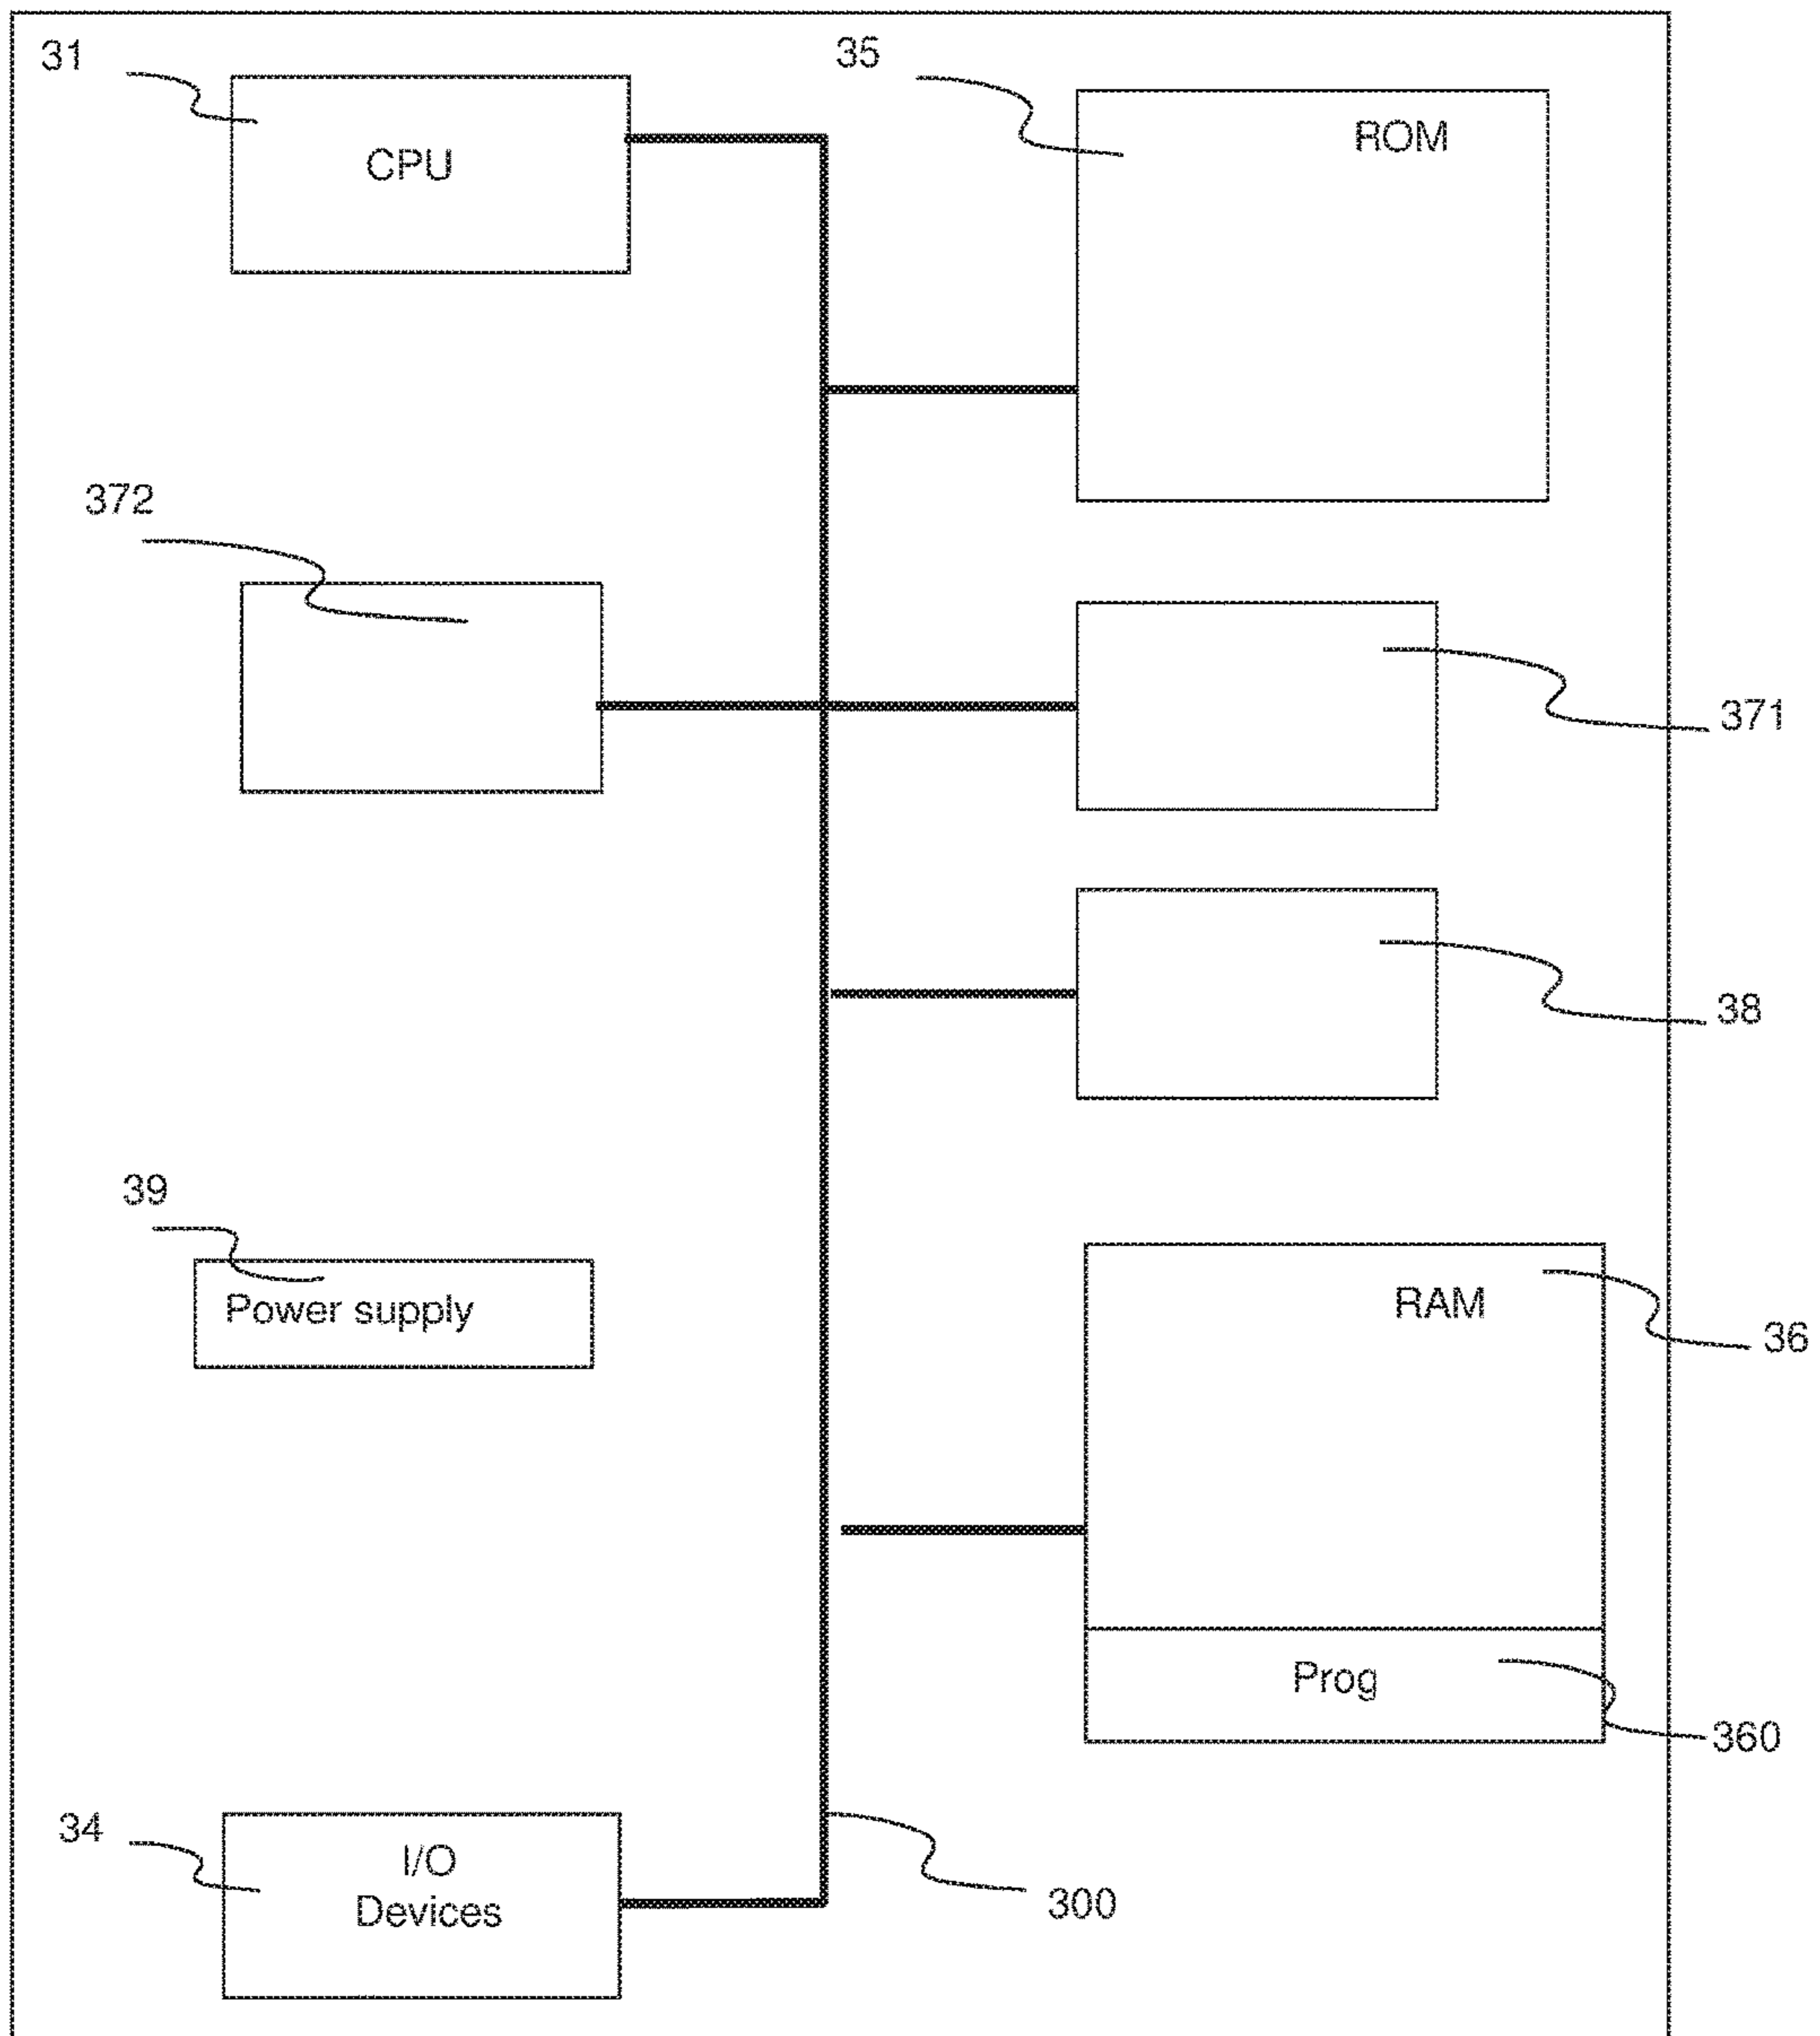 31
35
CPU
ROM
372
371
38
39
Power supply
RAM
36
Prog
360
34
I/O
Devices
300